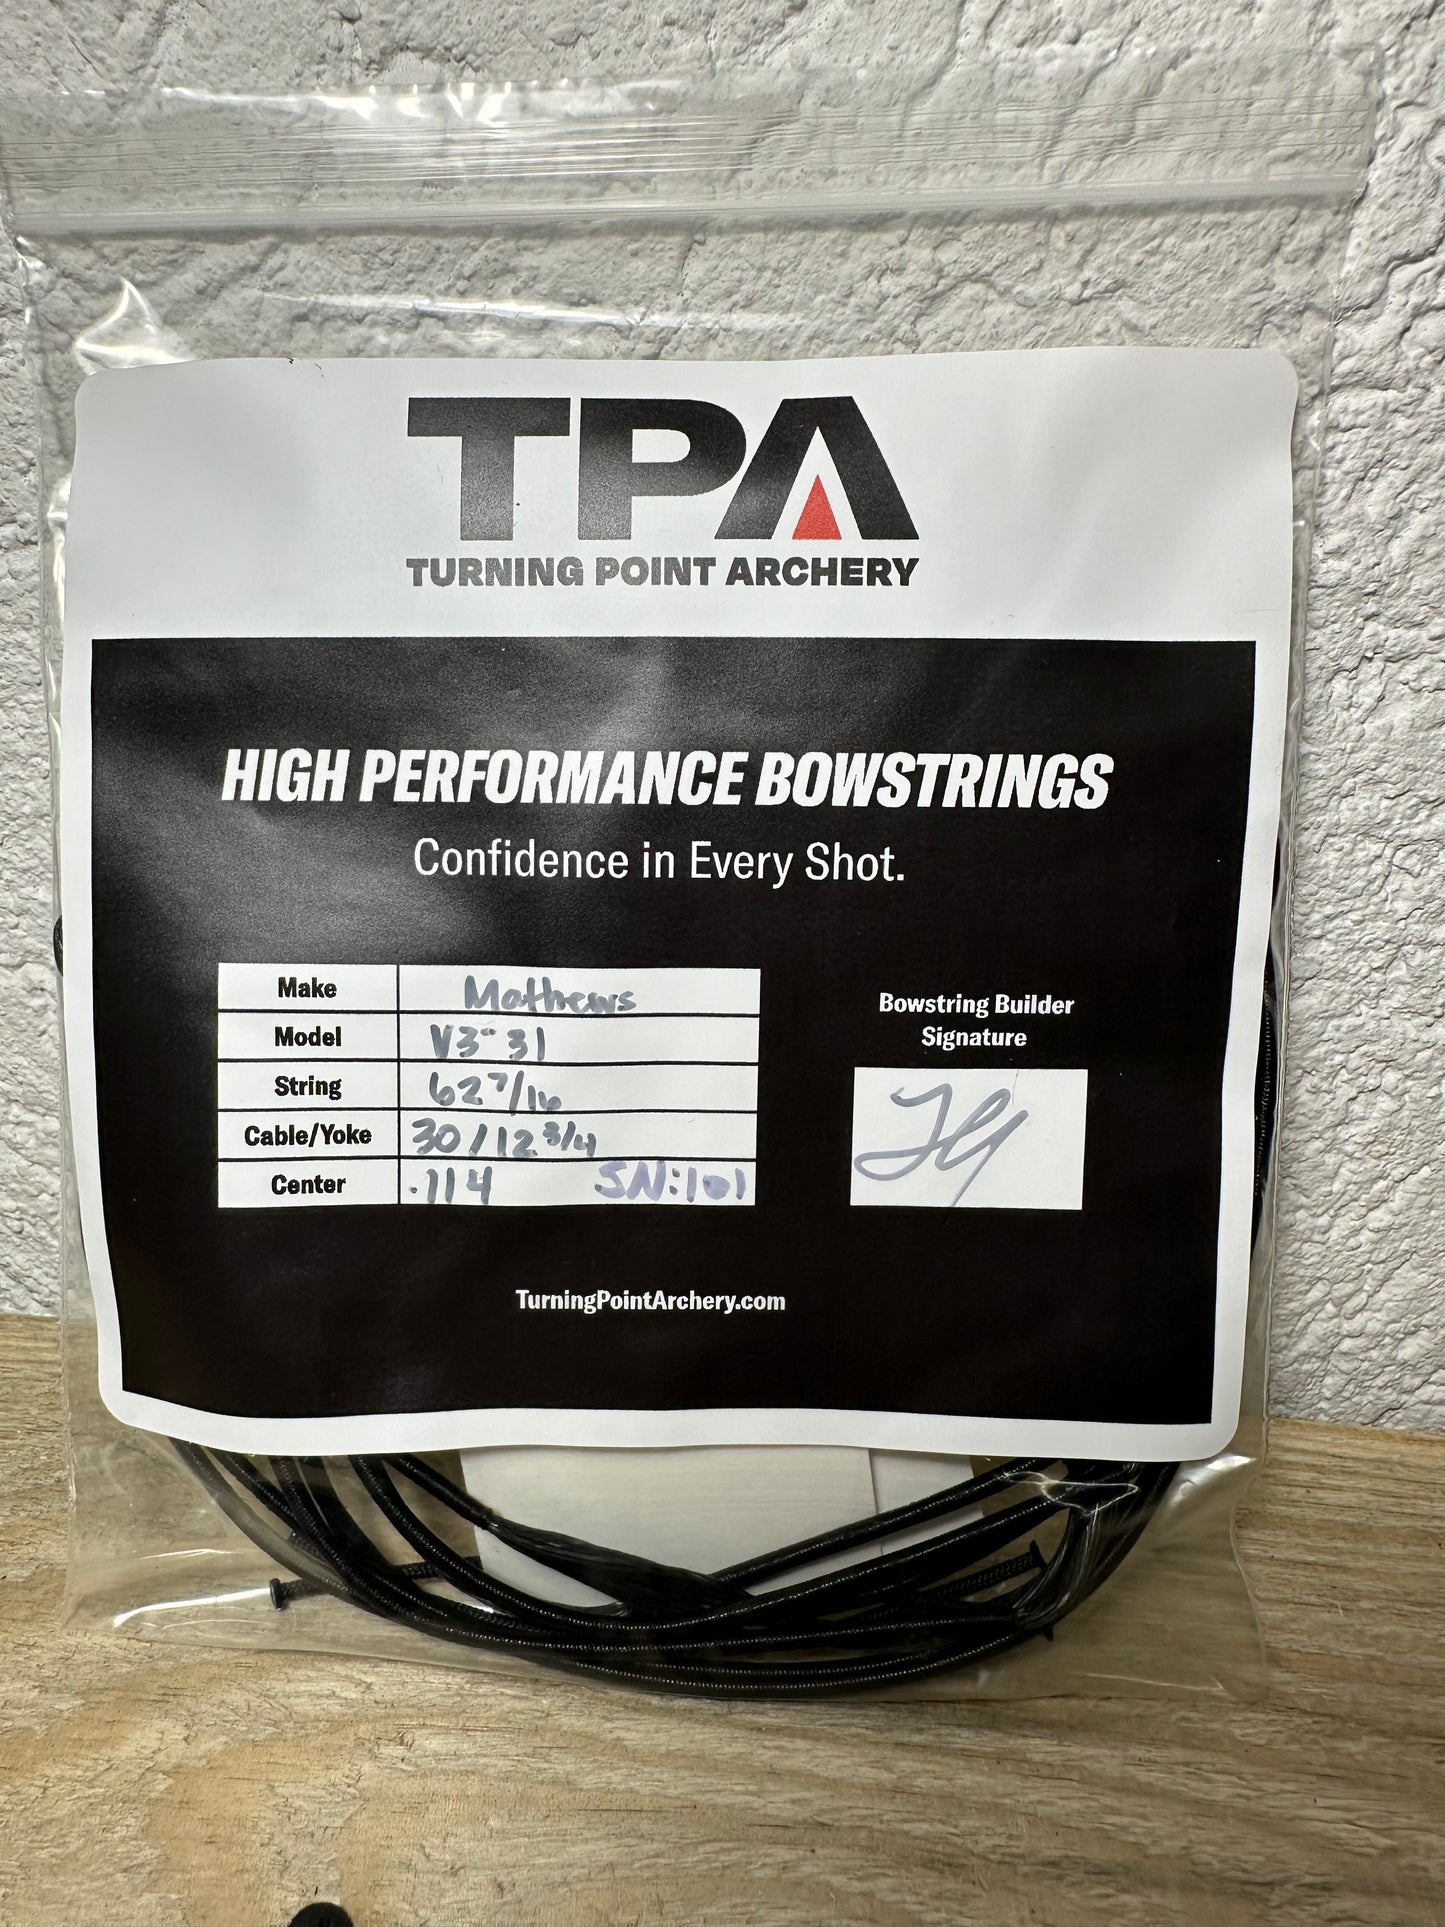 TPA
TURNING POINT ARCHERY
HIGH PERFORMANCE BOWSTRINGS
Confidence in Every Shot.
Make Mathews
Model V3" 31
String 62 7/16
Cable/Yoke 30/12 3/4
Center .114 SN:101
Bowstring Builder
Signature
TurningPointArchery.com